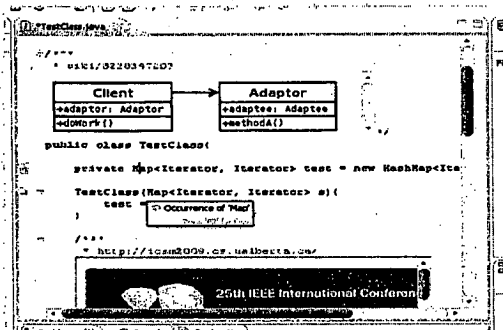 *TestClass.java
/***
Client
Adaptor
+adaptor: Adaptor
+adaptee: Adaptee
+doWork()
+methodA()
public class TestClass{
private Map<Iterator, Iterator> test = new HashMap<Ite
TestClass(Map<Iterator, Iterator> s){
test =
Occurrence of 'Map'
}
/***
* http://icsm2009.cs.ualberta.ca/
25th IEEE International Conferen